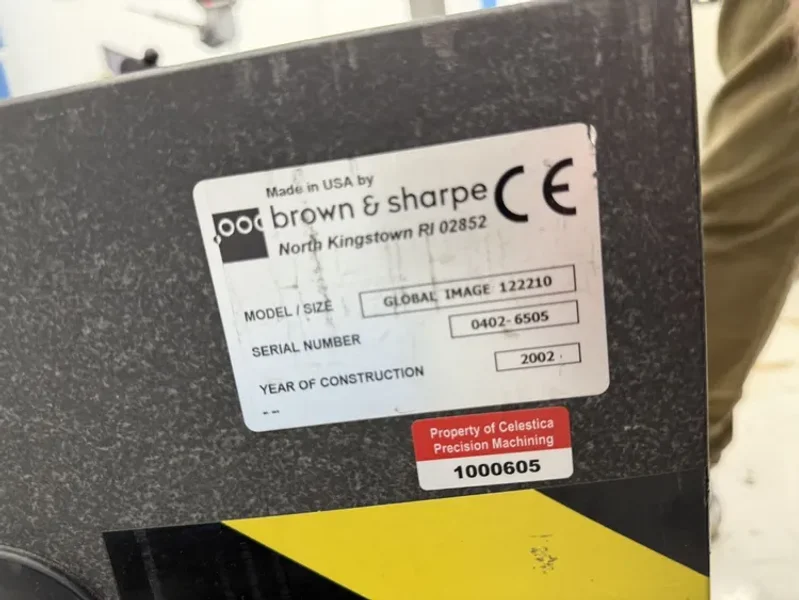 Made in USA by
brown & sharpe CE
North Kingstown RI 02852
MODEL / SIZE GLOBAL IMAGE 122210
SERIAL NUMBER 0402-6505
YEAR OF CONSTRUCTION 2002
Property of Celestica
Precision Machining
1000605